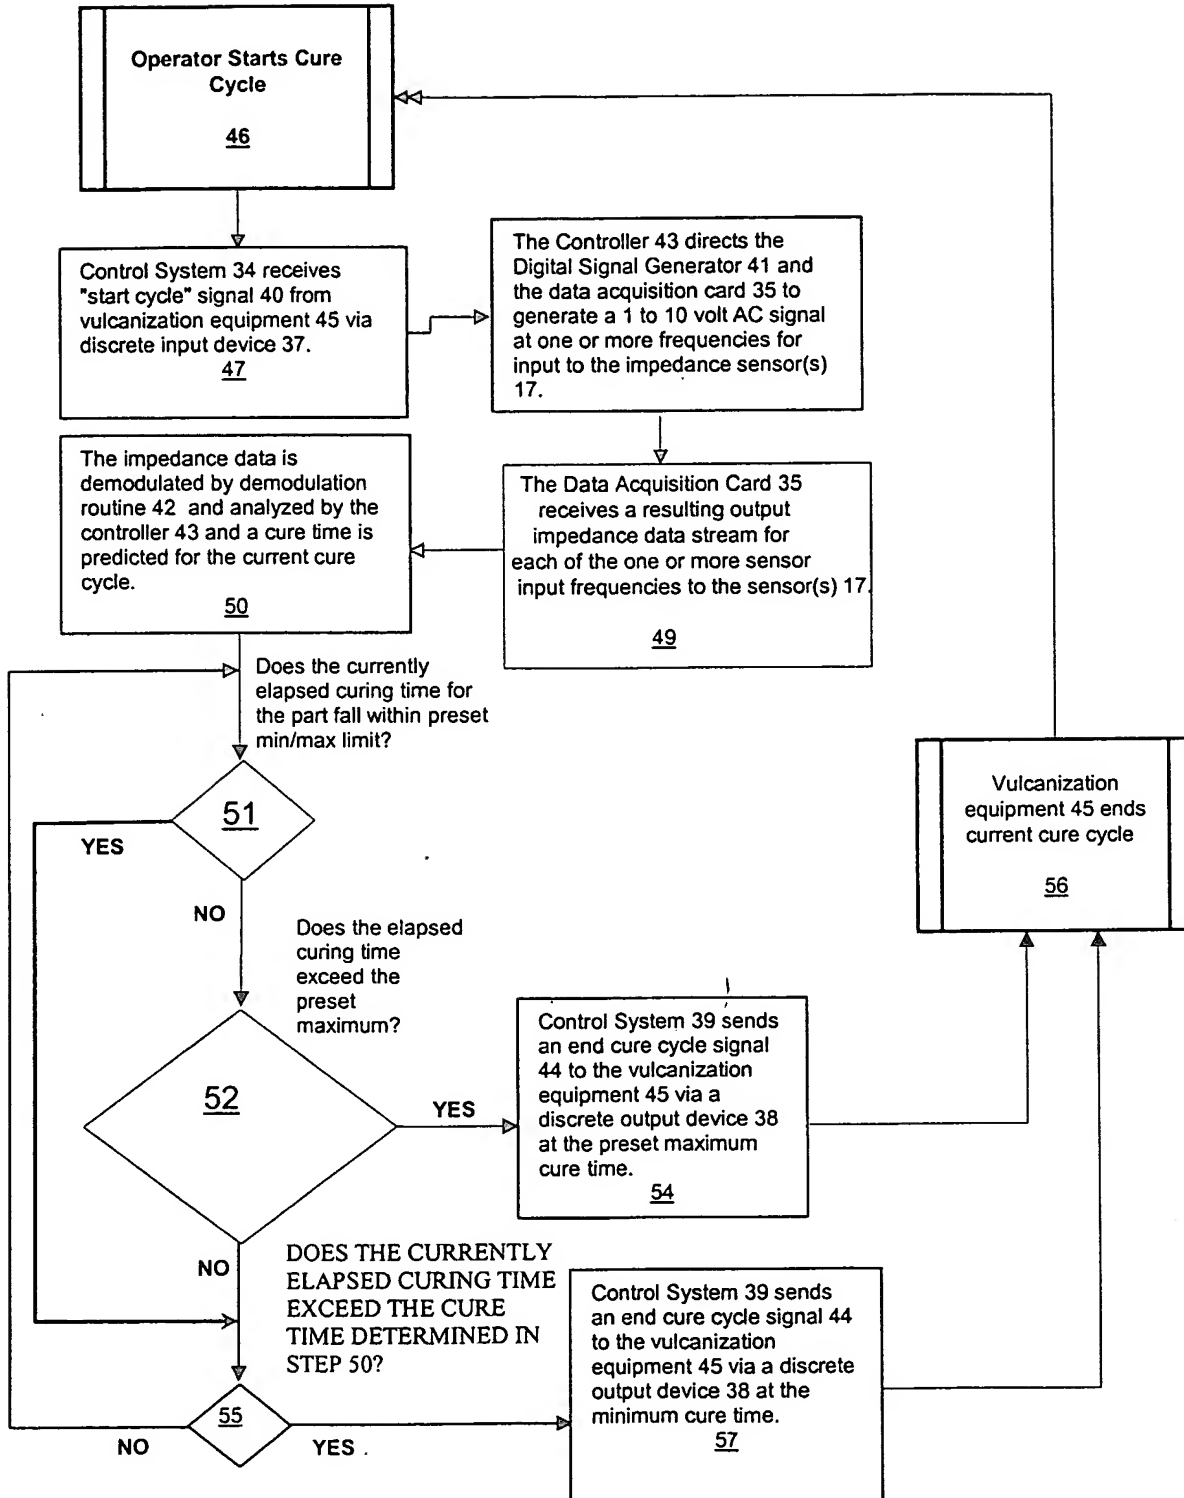 Operator Starts Cure
Cycle
46
Control System 34 receives
"start cycle" signal 40 from
vulcanization equipment 45 via
discrete input device 37.
47
The Controller 43 directs the
Digital Signal Generator 41 and
the data acquisition card 35 to
generate a 1 to 10 volt AC signal
at one or more frequencies for
input to the impedance sensor(s)
17.
The Data Acquisition Card 35
receives a resulting output
impedance data stream for
each of the one or more sensor
input frequencies to the sensor(s) 17.
49
The impedance data is
demodulated by demodulation
routine 42 and analyzed by the
controller 43 and a cure time is
predicted for the current cure
cycle.
50
Does the currently
elapsed curing time for
the part fall within preset
min/max limit?
51
YES
NO
Does the elapsed
curing time
exceed the
preset
maximum?
52
YES
NO
Control System 39 sends
an end cure cycle signal
44 to the vulcanization
equipment 45 via a
discrete output device 38
at the preset maximum
cure time.
54
Vulcanization
equipment 45 ends
current cure cycle
56
DOES THE CURRENTLY
ELAPSED CURING TIME
EXCEED THE CURE
TIME DETERMINED IN
STEP 50?
55
NO
YES
Control System 39 sends
an end cure cycle signal 44
to the vulcanization
equipment 45 via a discrete
output device 38 at the
minimum cure time.
57